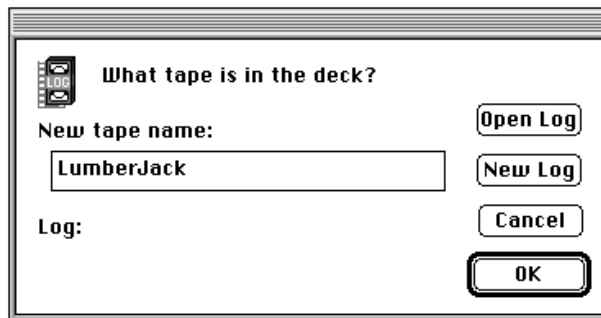 LOG
What tape is in the deck?
New tape name:
LumberJack
Log:
Open Log
New Log
Cancel
OK